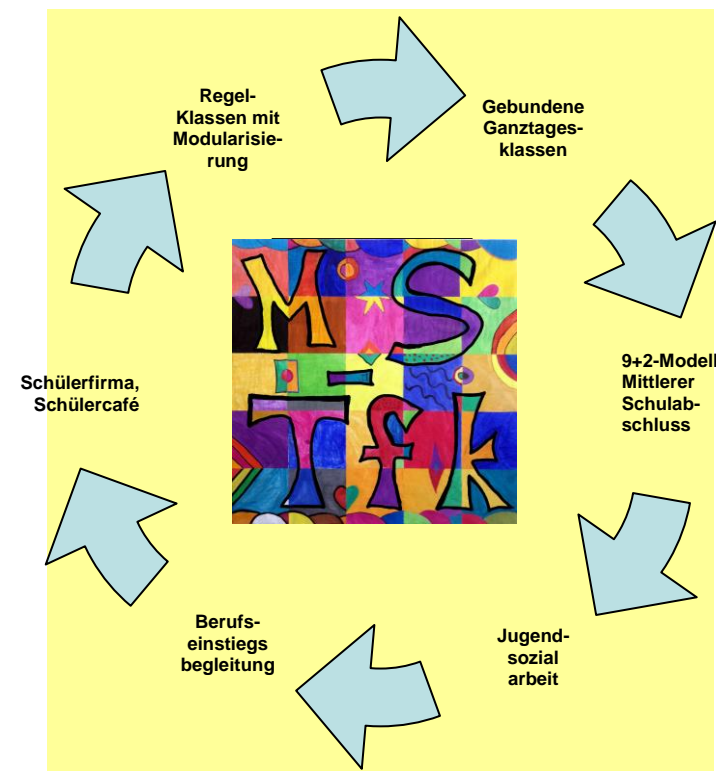 Regel-
Klassen mit
Modularisie-
rung
Gebundene
Ganztages-
klassen
9+2-Modell
Mittlerer
Schulab-
schluss
Jugend-
sozial
arbeit
Berufs-
einstiegs
begleitung
Schülerfirma,
Schülercafé
M-S
-
Tfk